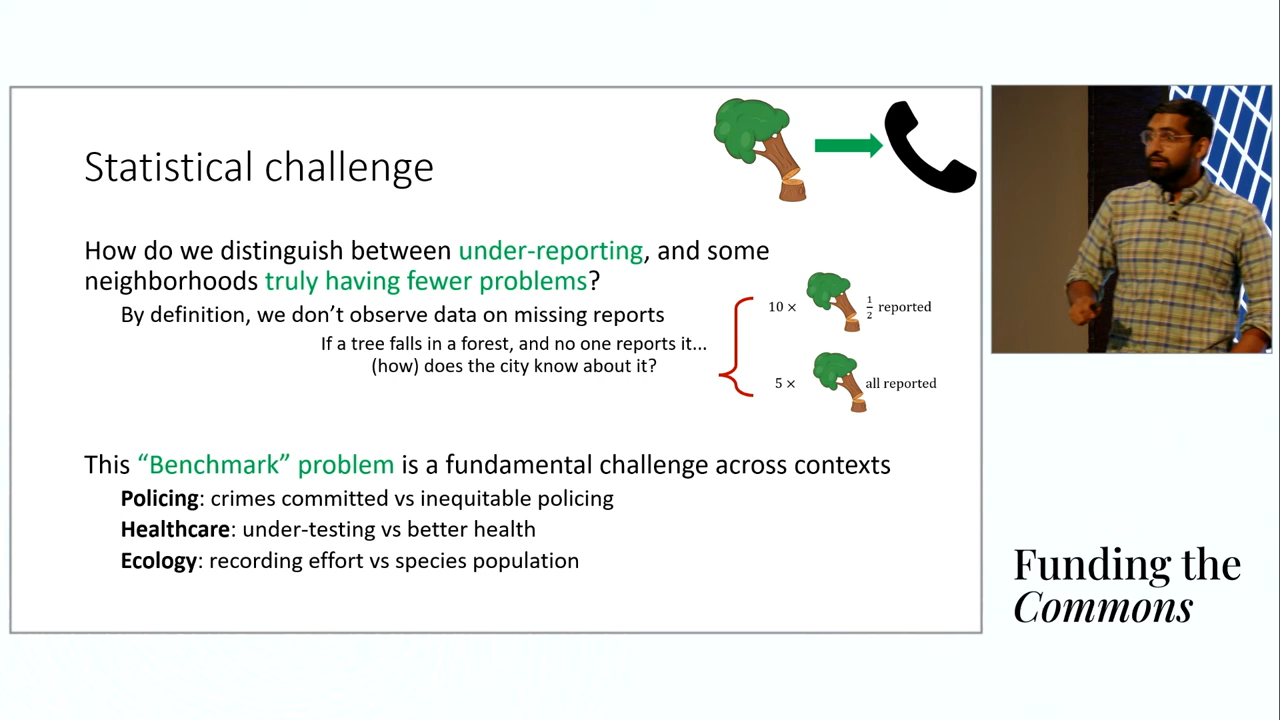 Statistical challenge
How do we distinguish between under-reporting, and some
neighborhoods truly having fewer problems?
By definition, we don't observe data on missing reports
If a tree falls in a forest, and no one reports it...
(how) does the city know about it?
10 × 1/2 reported
5 × all reported
This “Benchmark” problem is a fundamental challenge across contexts
Policing: crimes committed vs inequitable policing
Healthcare: under-testing vs better health
Ecology: recording effort vs species population
Funding the
Commons